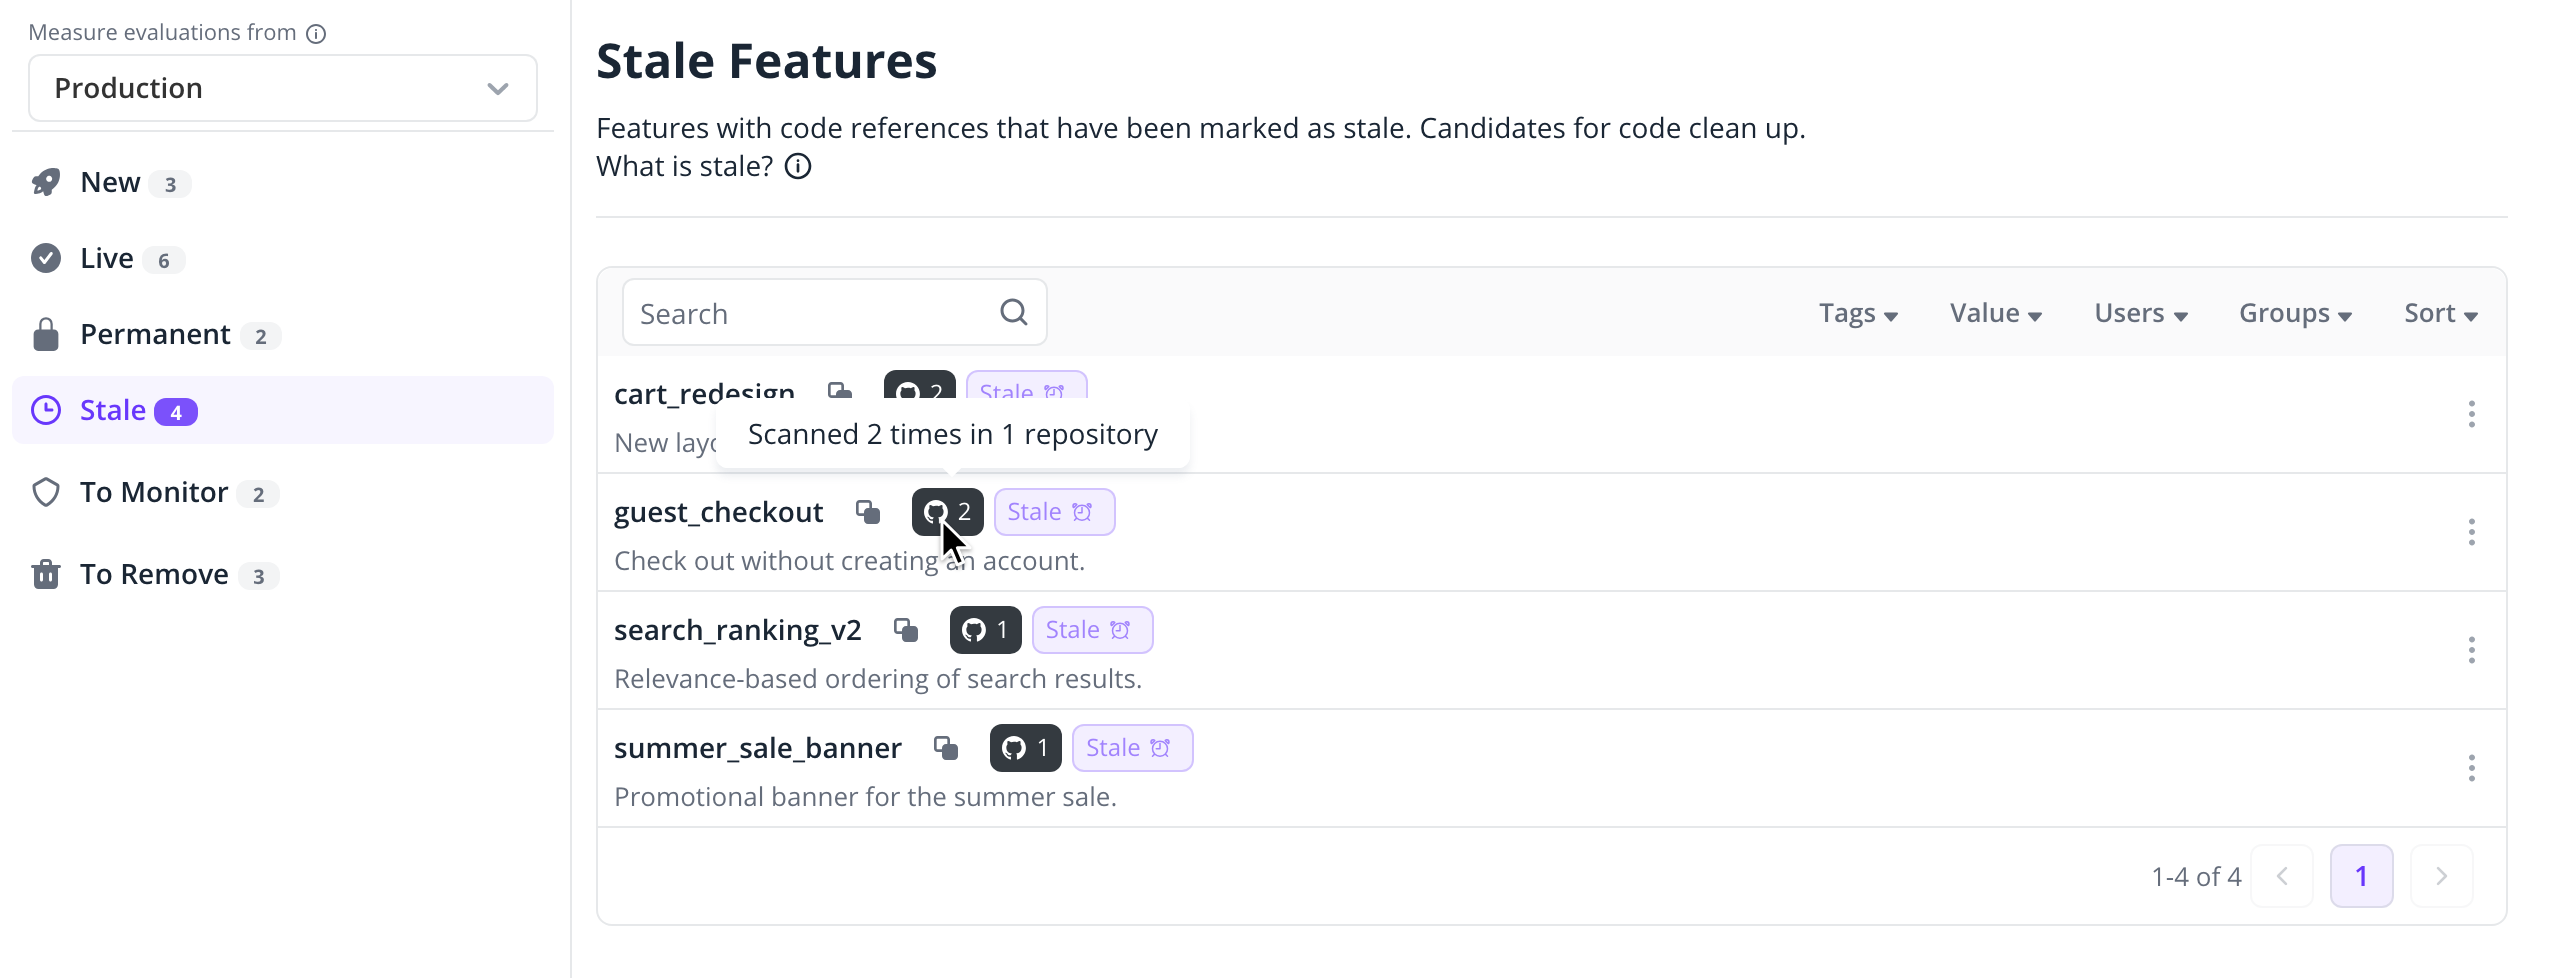 Measure evaluations from
Production
New 3
Live 6
Permanent 2
Stale 4
To Monitor 2
To Remove 3
Stale Features
Features with code references that have been marked as stale. Candidates for code clean up.
What is stale?
Search
Tags
Value
Users
Groups
Sort
cart_redesign 2 Stale
New
Scanned 2 times in 1 repository
guest_checkout 2 Stale
Check out without creating an account.
search_ranking_v2 1 Stale
Relevance-based ordering of search results.
summer_sale_banner 1 Stale
Promotional banner for the summer sale.
1-4 of 4
1